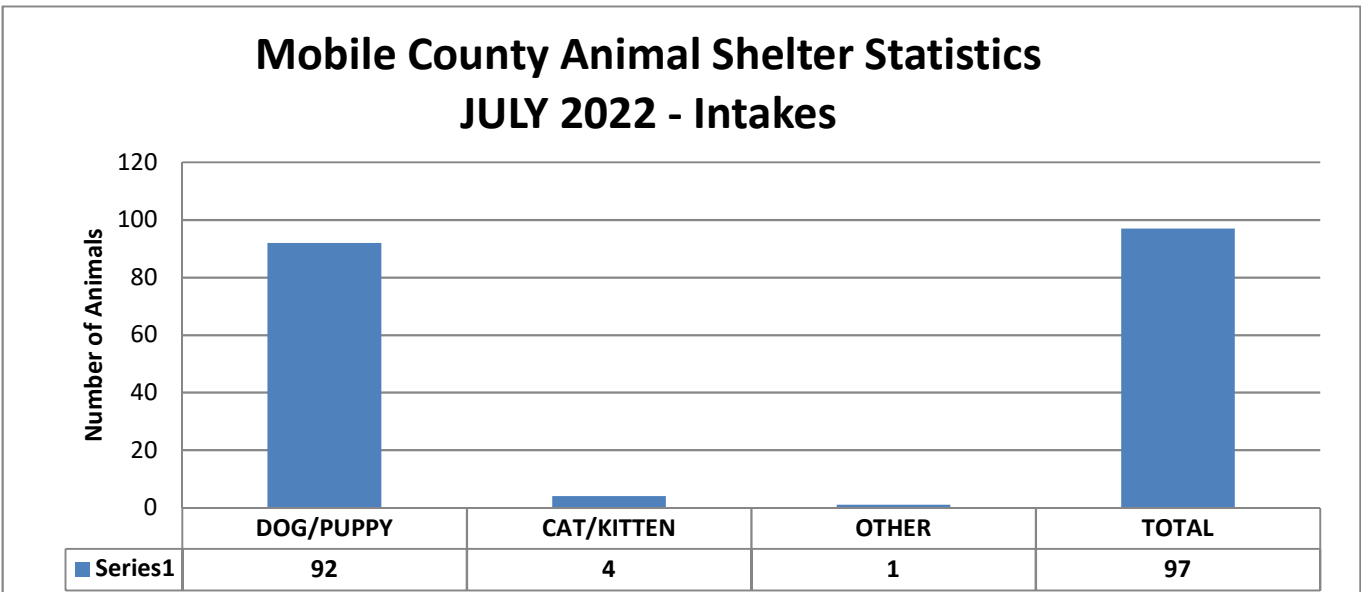 Mobile County Animal Shelter Statistics
JULY 2022 - Intakes
Number of Animals
120
100
80
60
40
20
0
DOG/PUPPY CAT/KITTEN OTHER TOTAL
Series1 92 4 1 97